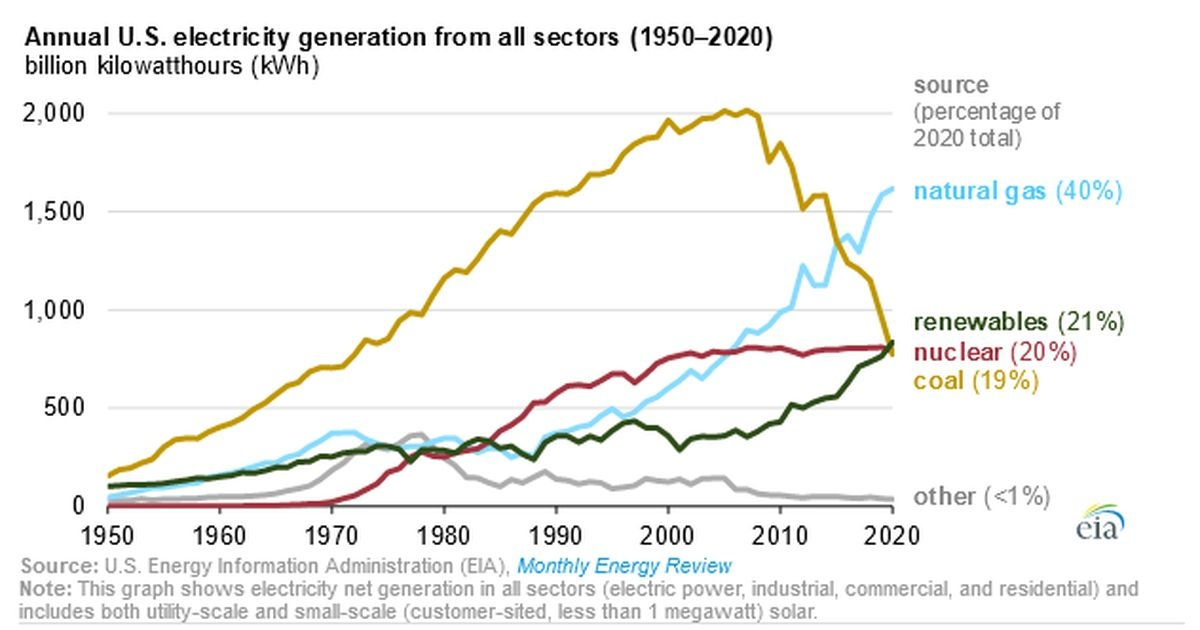 Annual U.S. electricity generation from all sectors (1950–2020)
billion kilowatthours (kWh)
source
(percentage of
2020 total)
2,000
1,500
1,000
500
0
natural gas (40%)
renewables (21%)
nuclear (20%)
coal (19%)
other (<1%)
1950 1960 1970 1980 1990 2000 2010 2020
eia
Source: U.S. Energy Information Administration (EIA), Monthly Energy Review
Note: This graph shows electricity net generation in all sectors (electric power, industrial, commercial, and residential) and
includes both utility-scale and small-scale (customer-sited, less than 1 megawatt) solar.